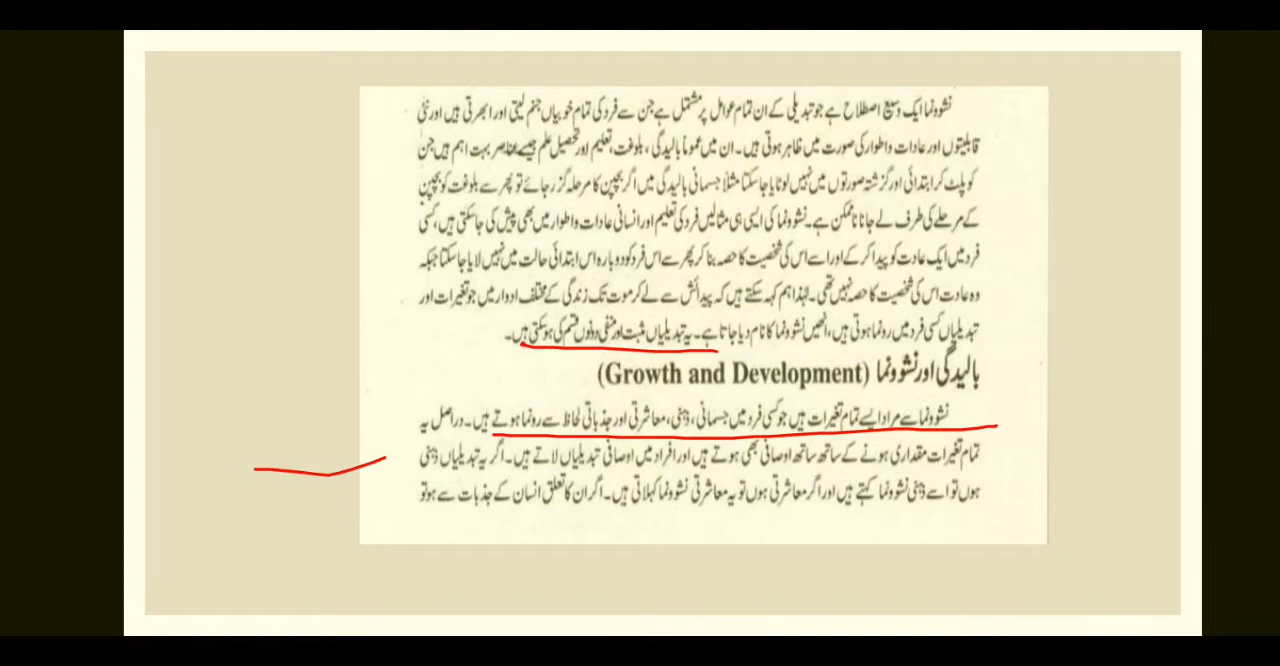 نشوونما ایک وسیع اصطلاح ہے جو تبدیلی کے ان تمام عوامل پر مشتمل ہے جن سے فرد کی تمام خوبیاں جنم لیتی اور ابھرتی ہیں اور نئی
قابلیتوں اور عادات و اطوار کی صورت میں ظاہر ہوتی ہیں۔ ان میں عموماً بالیدگی، بلوغت، تعلیم اور تحصیل علم جیسے عناصر بہت اہم ہیں جن
کو پلٹ کر ابتدائی اور گزشتہ صورتوں میں نہیں لوٹایا جا سکتا مثلاً جسمانی بالیدگی میں اگر بچپن کا مرحلہ گزر جائے تو پھر سے بلوغت کو بچپن
کے مرحلے کی طرف لے جانا ناممکن ہے۔ نشوونما کی ایسی ہی مثالیں فرد کی تعلیم اور انسانی عادات و اطوار میں بھی پیش کی جا سکتی ہیں، کسی
فرد میں ایک عادت کو پیدا کر کے اور اسے اس کی شخصیت کا حصہ بنا کر پھر سے اس فرد کو دوبارہ اس ابتدائی حالت میں نہیں لایا جا سکتا جبکہ
وہ عادت اس کی شخصیت کا حصہ نہیں تھی۔ لہٰذا ہم کہہ سکتے ہیں کہ پیدائش سے لے کر موت تک زندگی کے مختلف ادوار میں جو تغیرات اور
تبدیلیاں کسی فرد میں رونما ہوتی ہیں، انھیں نشوونما کا نام دیا جاتا ہے۔ یہ تبدیلیاں مثبت اور منفی دونوں قسم کی ہو سکتی ہیں۔
بالیدگی اور نشوونما (Growth and Development)
نشوونما سے مراد ایسے تمام تغیرات ہیں جو کسی فرد میں جسمانی، ذہنی، معاشرتی اور جذباتی لحاظ سے رونما ہوتے ہیں۔ دراصل یہ
تمام تغیرات مقداری ہونے کے ساتھ ساتھ اوصافی بھی ہوتے ہیں اور افراد میں اوصافی تبدیلیاں لاتے ہیں۔ اگر یہ تبدیلیاں ذہنی
ہوں تو اسے ذہنی نشوونما کہتے ہیں اور اگر معاشرتی ہوں تو یہ معاشرتی نشوونما کہلاتی ہیں۔ اگر ان کا تعلق انسان کے جذبات سے ہو تو